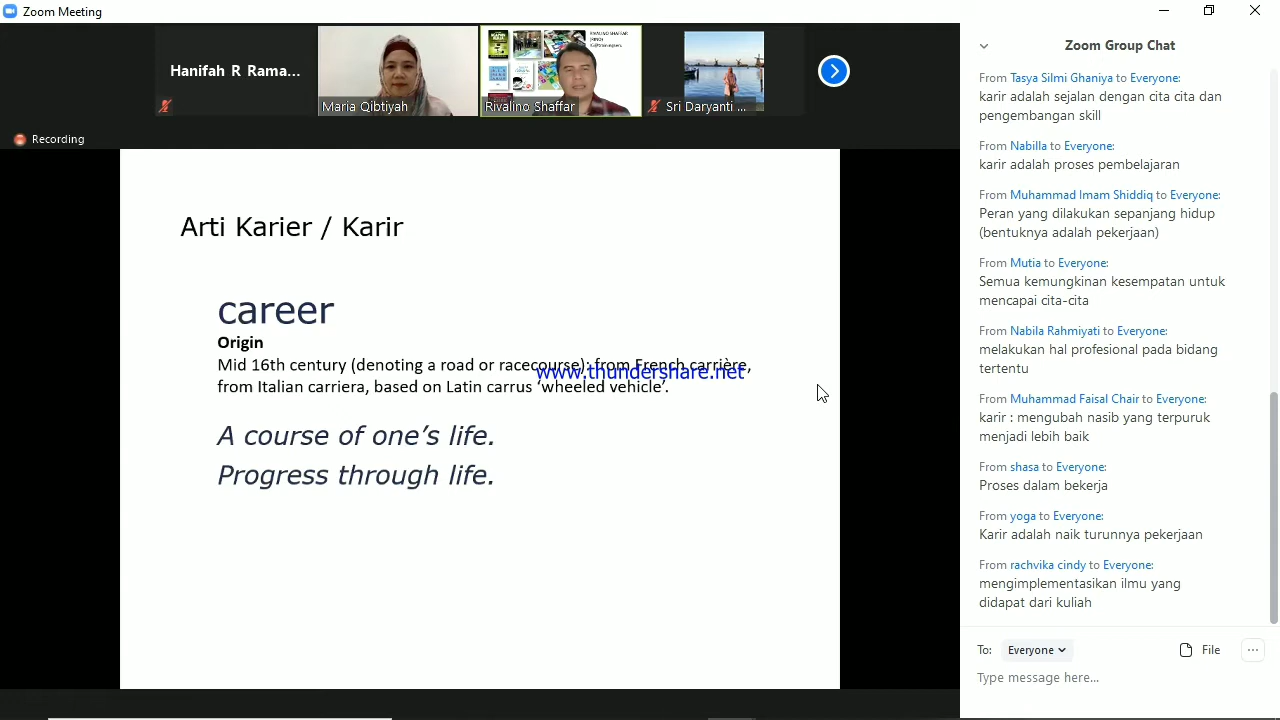 Zoom Meeting
Hanifah R Rama...
Maria Qibtiyah
RIVALINO SHAFFAR
Rivalino Shaffar
Sri Daryanti ...
Recording
Arti Karier / Karir
career
Origin
Mid 16th century (denoting a road or racecourse): from French carrière,
from Italian carriera, based on Latin carrus ‘wheeled vehicle’.
www.thundershare.net
A course of one’s life.
Progress through life.
Zoom Group Chat
From Tasya Silmi Ghaniya to Everyone:
karir adalah sejalan dengan cita cita dan
pengembangan skill
From Nabilla to Everyone:
karir adalah proses pembelajaran
From Muhammad Imam Shiddiq to Everyone:
Peran yang dilakukan sepanjang hidup
(bentuknya adalah pekerjaan)
From Mutia to Everyone:
Semua kemungkinan kesempatan untuk
mencapai cita-cita
From Nabila Rahmiyati to Everyone:
melakukan hal profesional pada bidang
tertentu
From Muhammad Faisal Chair to Everyone:
karir : mengubah nasib yang terpuruk
menjadi lebih baik
From shasa to Everyone:
Proses dalam bekerja
From yoga to Everyone:
Karir adalah naik turunnya pekerjaan
From rachvika cindy to Everyone:
mengimplementasikan ilmu yang
didapat dari kuliah
To: Everyone File
Type message here...